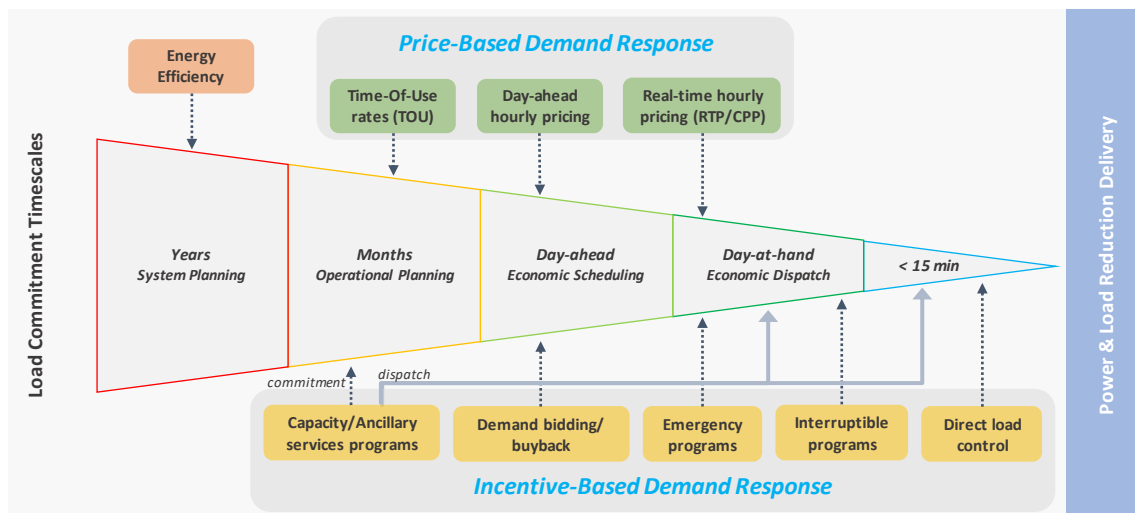 Price-Based Demand Response
Energy
Efficiency
Time-Of-Use
rates (TOU)
Day-ahead
hourly pricing
Real-time hourly
pricing (RTP/CPP)
Load Commitment Timescales
Years
System Planning
Months
Operational Planning
Day-ahead
Economic Scheduling
Day-at-hand
Economic Dispatch
< 15 min
Power & Load Reduction Delivery
commitment
dispatch
Capacity/Ancillary
services programs
Demand bidding/
buyback
Emergency
programs
Interruptible
programs
Direct load
control
Incentive-Based Demand Response